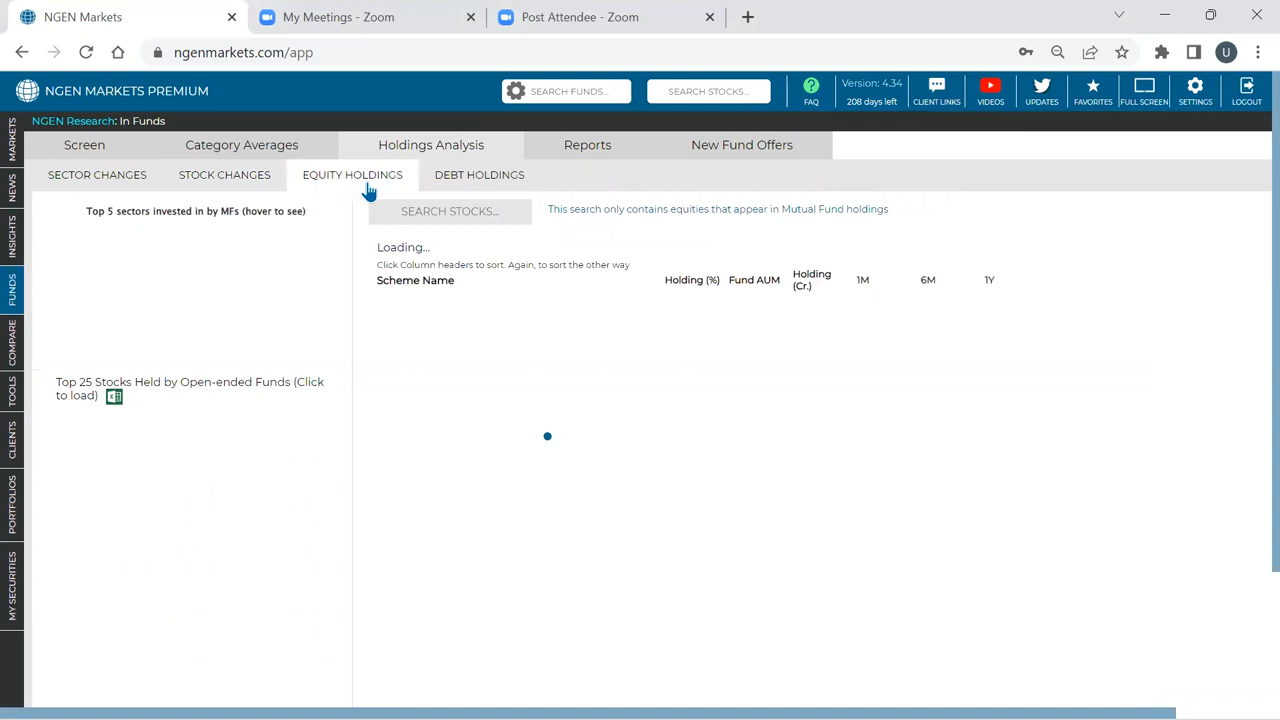 NGEN Markets
My Meetings - Zoom
Post Attendee - Zoom
ngenmarkets.com/app
U
NGEN MARKETS PREMIUM
SEARCH FUNDS...
SEARCH STOCKS...
FAQ
Version: 4.34
208 days left
CLIENT LINKS
VIDEOS
UPDATES
FAVORITES
FULL SCREEN
SETTINGS
LOGOUT
NGEN Research: In Funds
MARKETS
NEWS
INSIGHTS
FUNDS
COMPARE
TOOLS
CLIENTS
PORTFOLIOS
MY SECURITIES
Screen
Category Averages
Holdings Analysis
Reports
New Fund Offers
SECTOR CHANGES
STOCK CHANGES
EQUITY HOLDINGS
DEBT HOLDINGS
Top 5 sectors invested in by MFs (hover to see)
Top 25 Stocks Held by Open-ended Funds (Click
to load)
SEARCH STOCKS...
This search only contains equities that appear in Mutual Fund holdings
Loading...
Click Column headers to sort. Again, to sort the other way
Scheme Name
Holding (%)
Fund AUM
Holding
(Cr.)
1M
6M
1Y